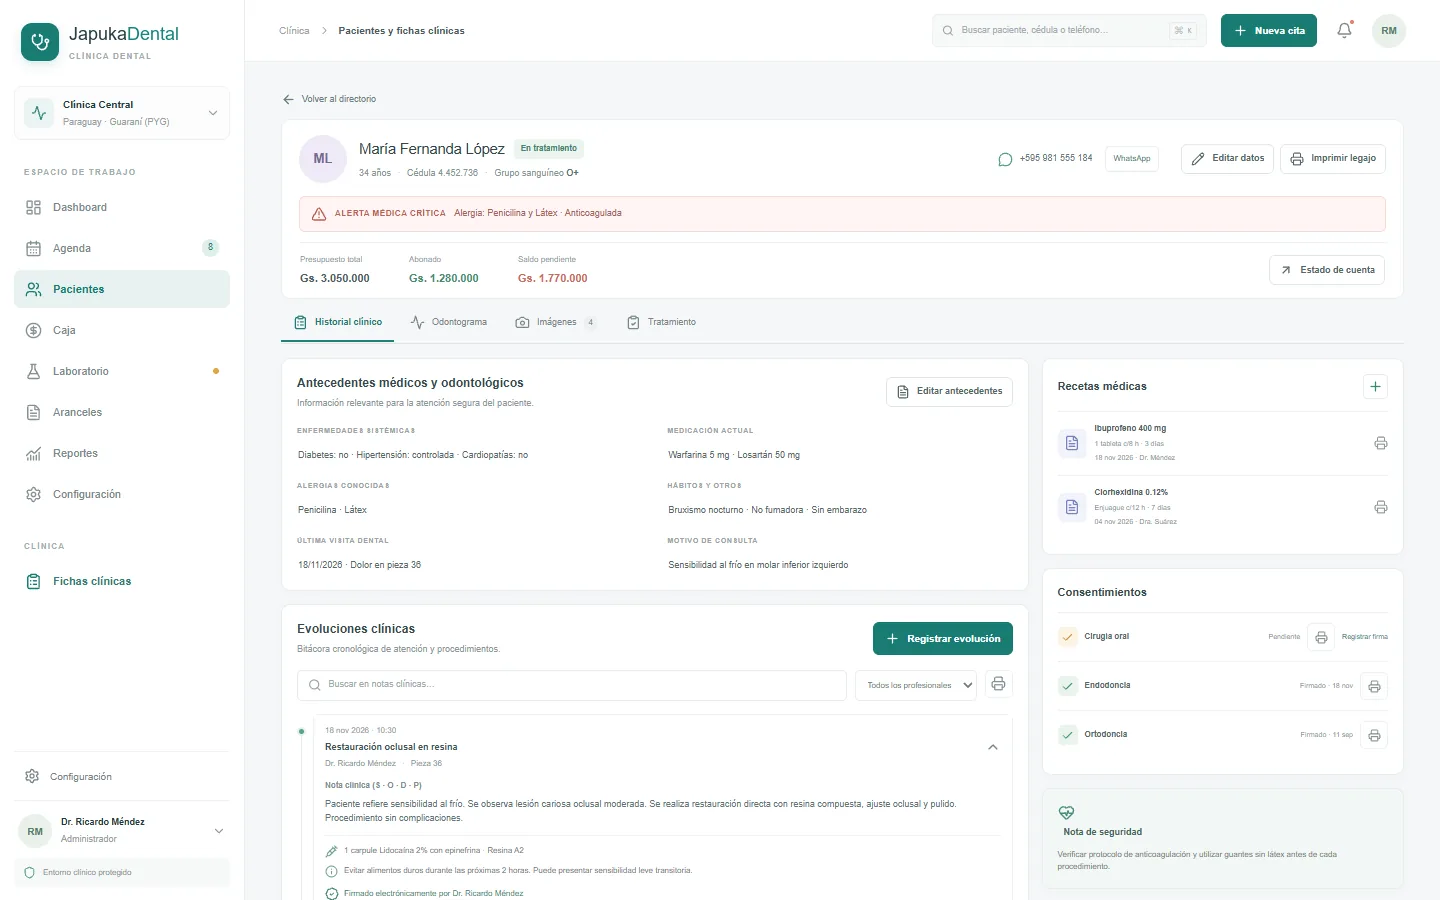 JapukaDental
CLÍNICA DENTAL
Clínica Central
Paraguay · Guaraní (PYG)
ESPACIO DE TRABAJO
Dashboard
Agenda
8
Pacientes
Caja
Laboratorio
Aranceles
Reportes
Configuración
CLÍNICA
Fichas clínicas
Configuración
RM
Dr. Ricardo Méndez
Administrador
Entorno clínico protegido
Clínica
Pacientes y fichas clínicas
Buscar paciente, cédula o teléfono...
⌘ K
Nueva cita
RM
Volver al directorio
ML
María Fernanda López
En tratamiento
34 años · Cédula 4.452.736 · Grupo sanguíneo O+
+595 981 555 184
WhatsApp
Editar datos
Imprimir legajo
ALERTA MÉDICA CRÍTICA Alergia: Penicilina y Látex · Anticoagulada
Presupuesto total
Gs. 3.050.000
Abonado
Gs. 1.280.000
Saldo pendiente
Gs. 1.770.000
Estado de cuenta
Historial clínico
Odontograma
Imágenes 4
Tratamiento
Antecedentes médicos y odontológicos
Información relevante para la atención segura del paciente.
Editar antecedentes
ENFERMEDADES SISTÉMICAS
Diabetes: no · Hipertensión: controlada · Cardiopatías: no
MEDICACIÓN ACTUAL
Warfarina 5 mg · Losartán 50 mg
ALERGIAS CONOCIDAS
Penicilina · Látex
HÁBITOS Y OTROS
Bruxismo nocturno · No fumadora · Sin embarazo
ÚLTIMA VISITA DENTAL
18/11/2026 · Dolor en pieza 36
MOTIVO DE CONSULTA
Sensibilidad al frío en molar inferior izquierdo
Evoluciones clínicas
Bitácora cronológica de atención y procedimientos.
Registrar evolución
Buscar en notas clínicas...
Todos los profesionales
18 nov 2026 · 10:30
Restauración oclusal en resina
Dr. Ricardo Méndez · Pieza 36
Nota clínica (S · O · D · P)
Paciente refiere sensibilidad al frío. Se observa lesión cariosa oclusal moderada. Se realiza restauración directa con resina compuesta, ajuste oclusal y pulido.
Procedimiento sin complicaciones.
1 carpule Lidocaína 2% con epinefrina · Resina A2
Evitar alimentos duros durante las próximas 2 horas. Puede presentar sensibilidad leve transitoria.
Firmado electrónicamente por Dr. Ricardo Méndez
Recetas médicas
Ibuprofeno 400 mg
1 tableta c/8 h · 3 días
18 nov 2026 · Dr. Méndez
Clorhexidina 0.12%
Enjuague c/12 h · 7 días
04 nov 2026 · Dra. Suárez
Consentimientos
Cirugía oral
Pendiente
Registrar firma
Endodoncia
Firmado · 18 nov
Ortodoncia
Firmado · 11 sep
Nota de seguridad
Verificar protocolo de anticoagulación y utilizar guantes sin látex antes de cada
procedimiento.